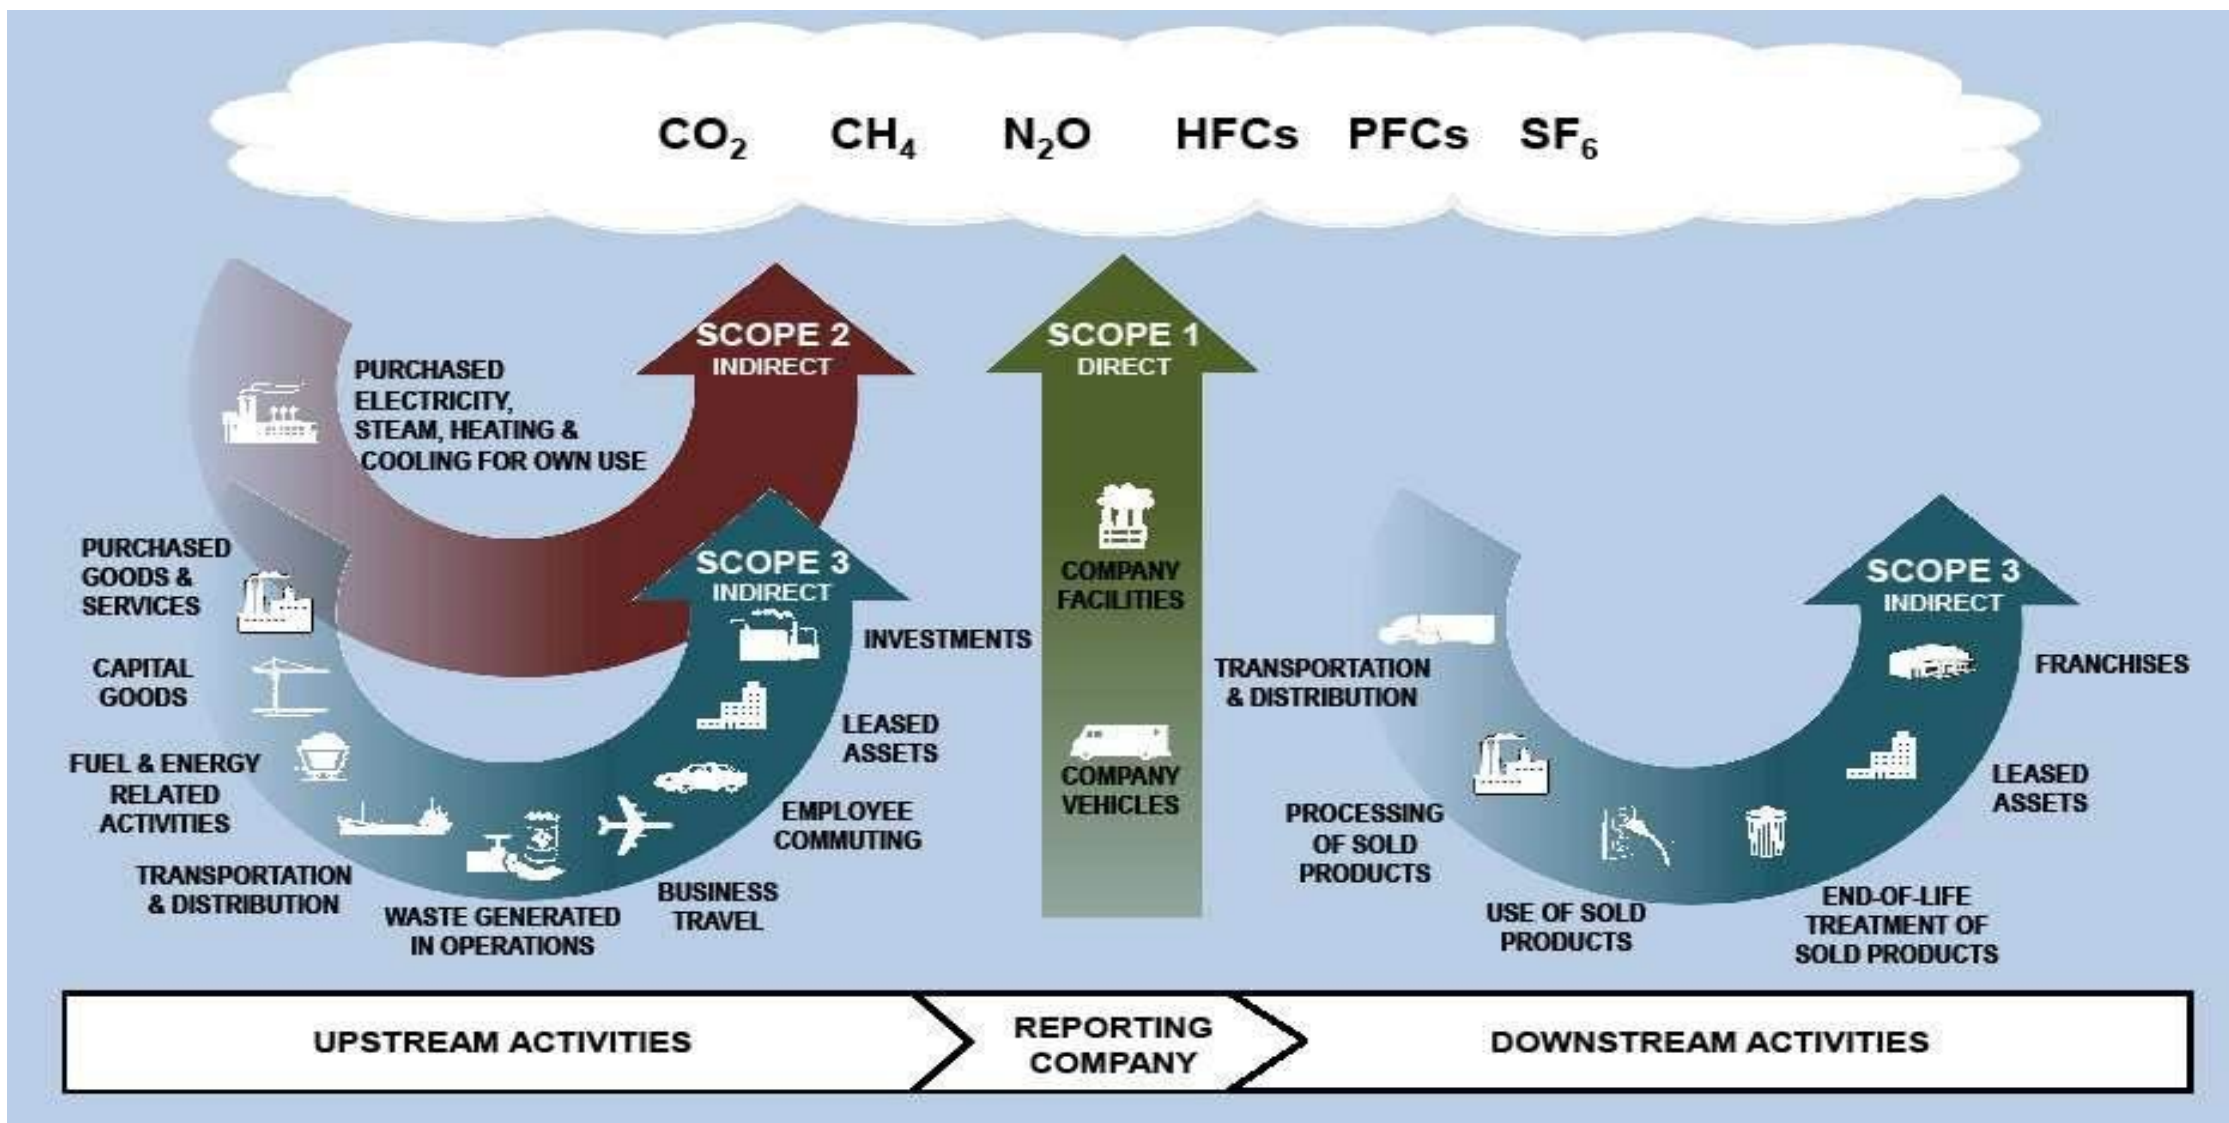 CO₂ CH₄ N₂O HFCs PFCs SF₆
SCOPE 2
INDIRECT
PURCHASED
ELECTRICITY,
STEAM, HEATING &
COOLING FOR OWN USE
SCOPE 1
DIRECT
COMPANY
FACILITIES
COMPANY
VEHICLES
SCOPE 3
INDIRECT
PURCHASED
GOODS &
SERVICES
CAPITAL
GOODS
FUEL & ENERGY
RELATED
ACTIVITIES
TRANSPORTATION
& DISTRIBUTION
WASTE GENERATED
IN OPERATIONS
BUSINESS
TRAVEL
EMPLOYEE
COMMUTING
LEASED
ASSETS
INVESTMENTS
SCOPE 3
INDIRECT
TRANSPORTATION
& DISTRIBUTION
PROCESSING
OF SOLD
PRODUCTS
USE OF SOLD
PRODUCTS
END-OF-LIFE
TREATMENT OF
SOLD PRODUCTS
LEASED
ASSETS
FRANCHISES
UPSTREAM ACTIVITIES
REPORTING
COMPANY
DOWNSTREAM ACTIVITIES